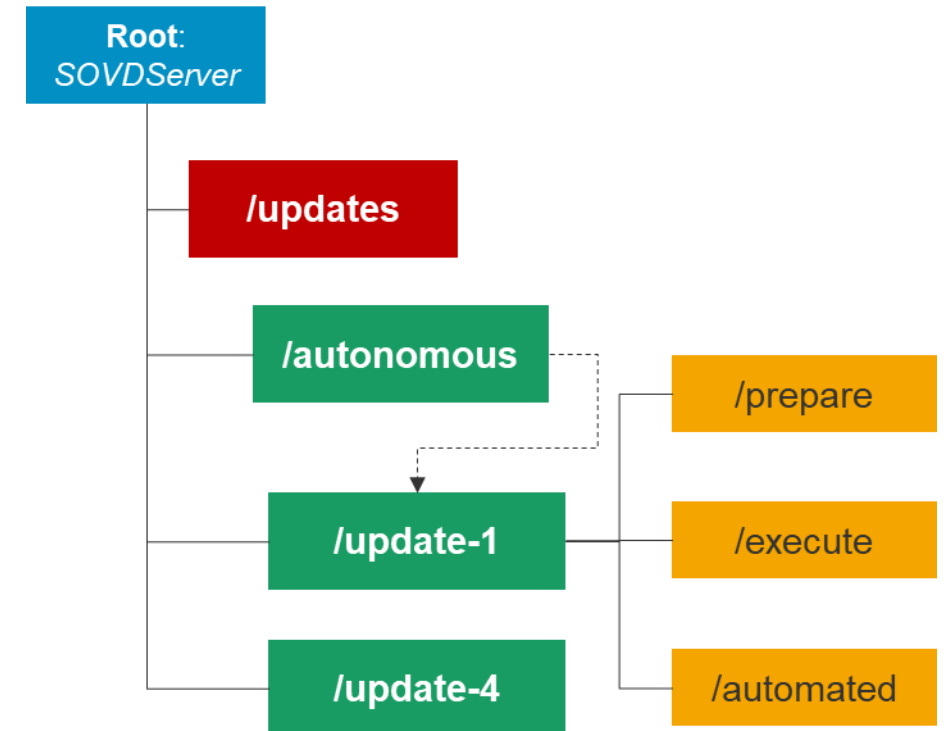 Root:
SOVDServer
/updates
/autonomous
/prepare
/update-1
/execute
/update-4
/automated